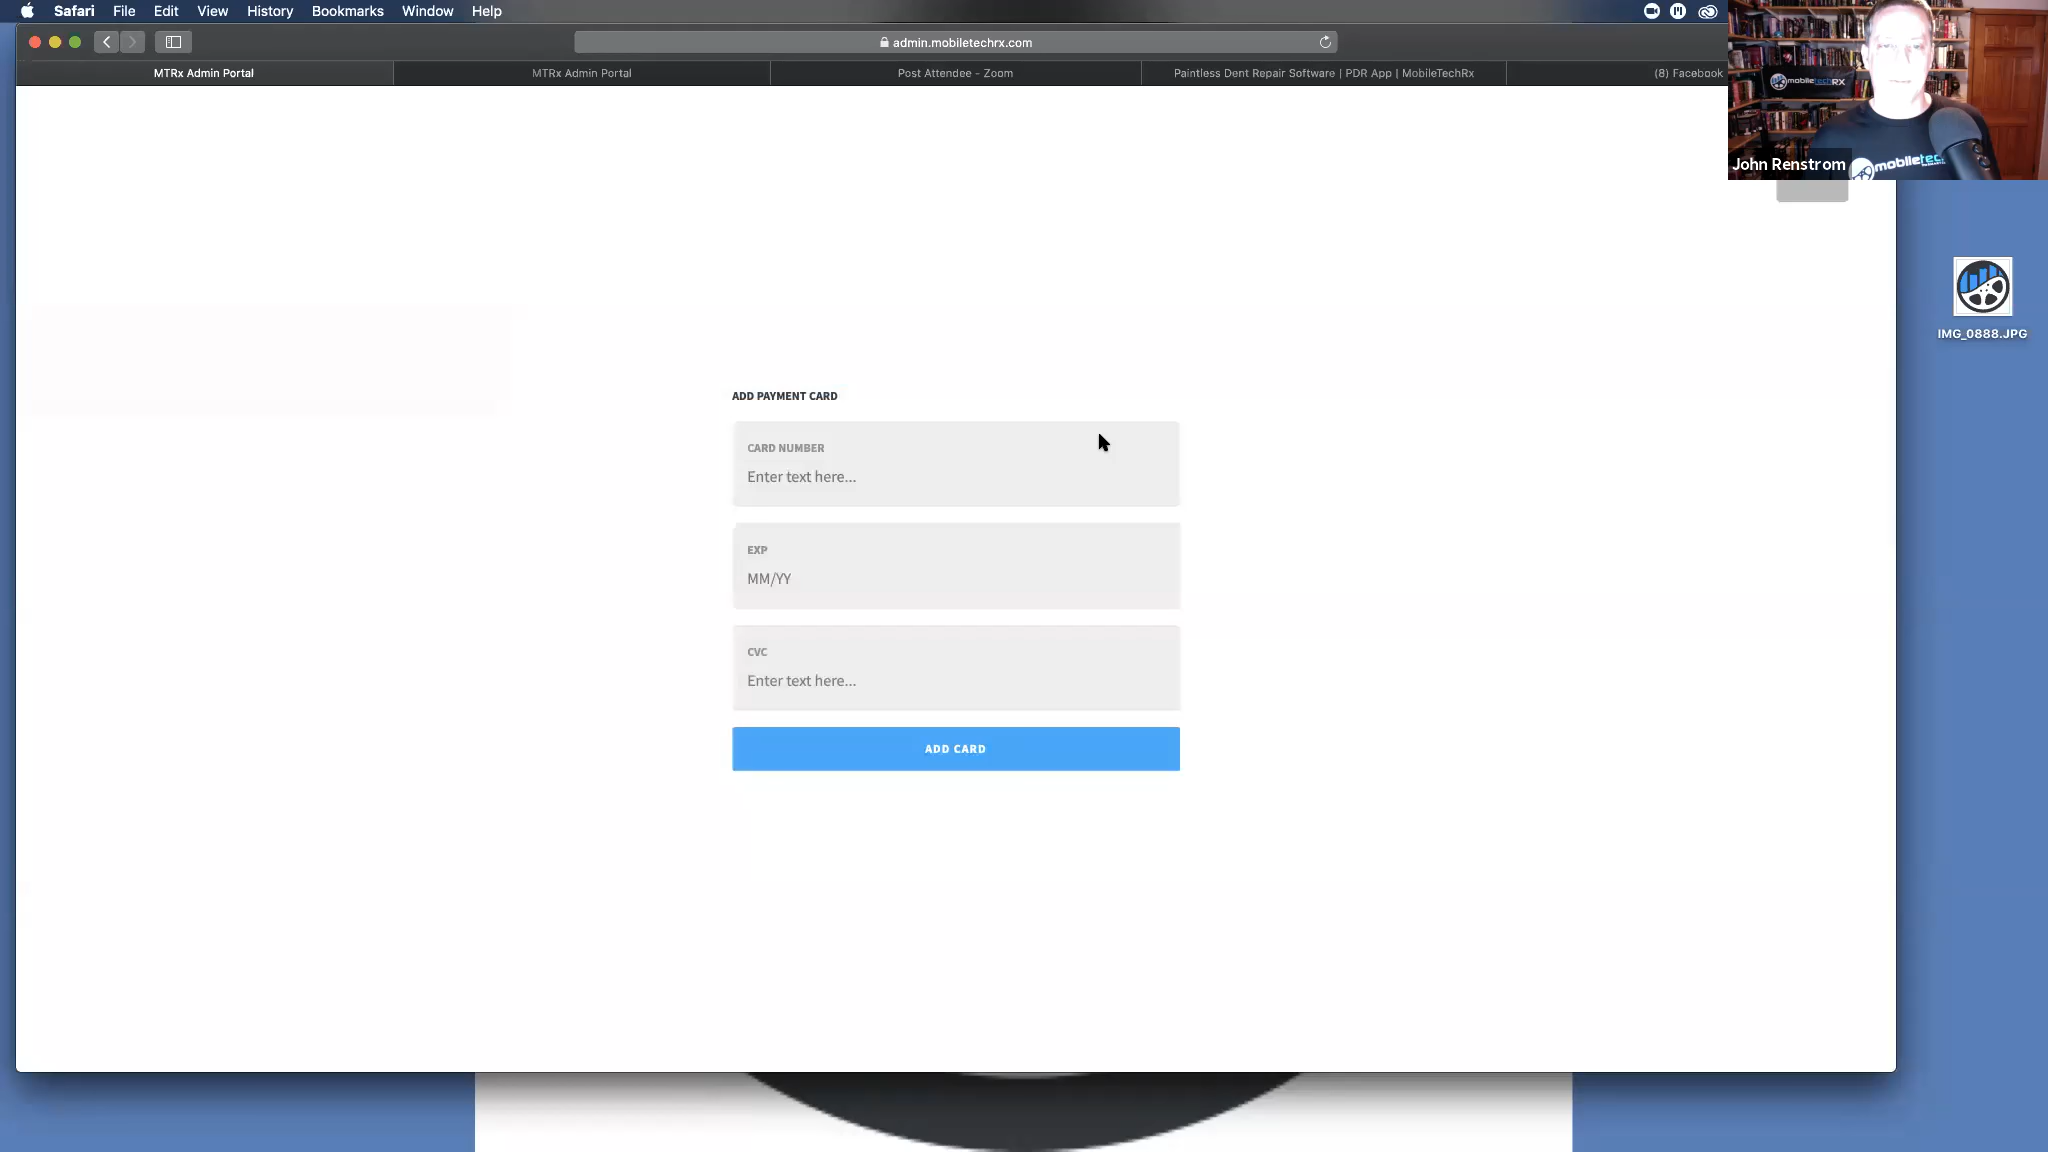 Safari File Edit View History Bookmarks Window Help
admin.mobiletechrx.com
MTRx Admin Portal
MTRx Admin Portal
Post Attendee - Zoom
Paintless Dent Repair Software | PDR App | MobileTechRx
(8) Facebook
mobiletechRX
John Renstrom
mobiletec
IMG_0888.JPG
ADD PAYMENT CARD
CARD NUMBER
Enter text here...
EXP
MM/YY
CVC
Enter text here...
ADD CARD